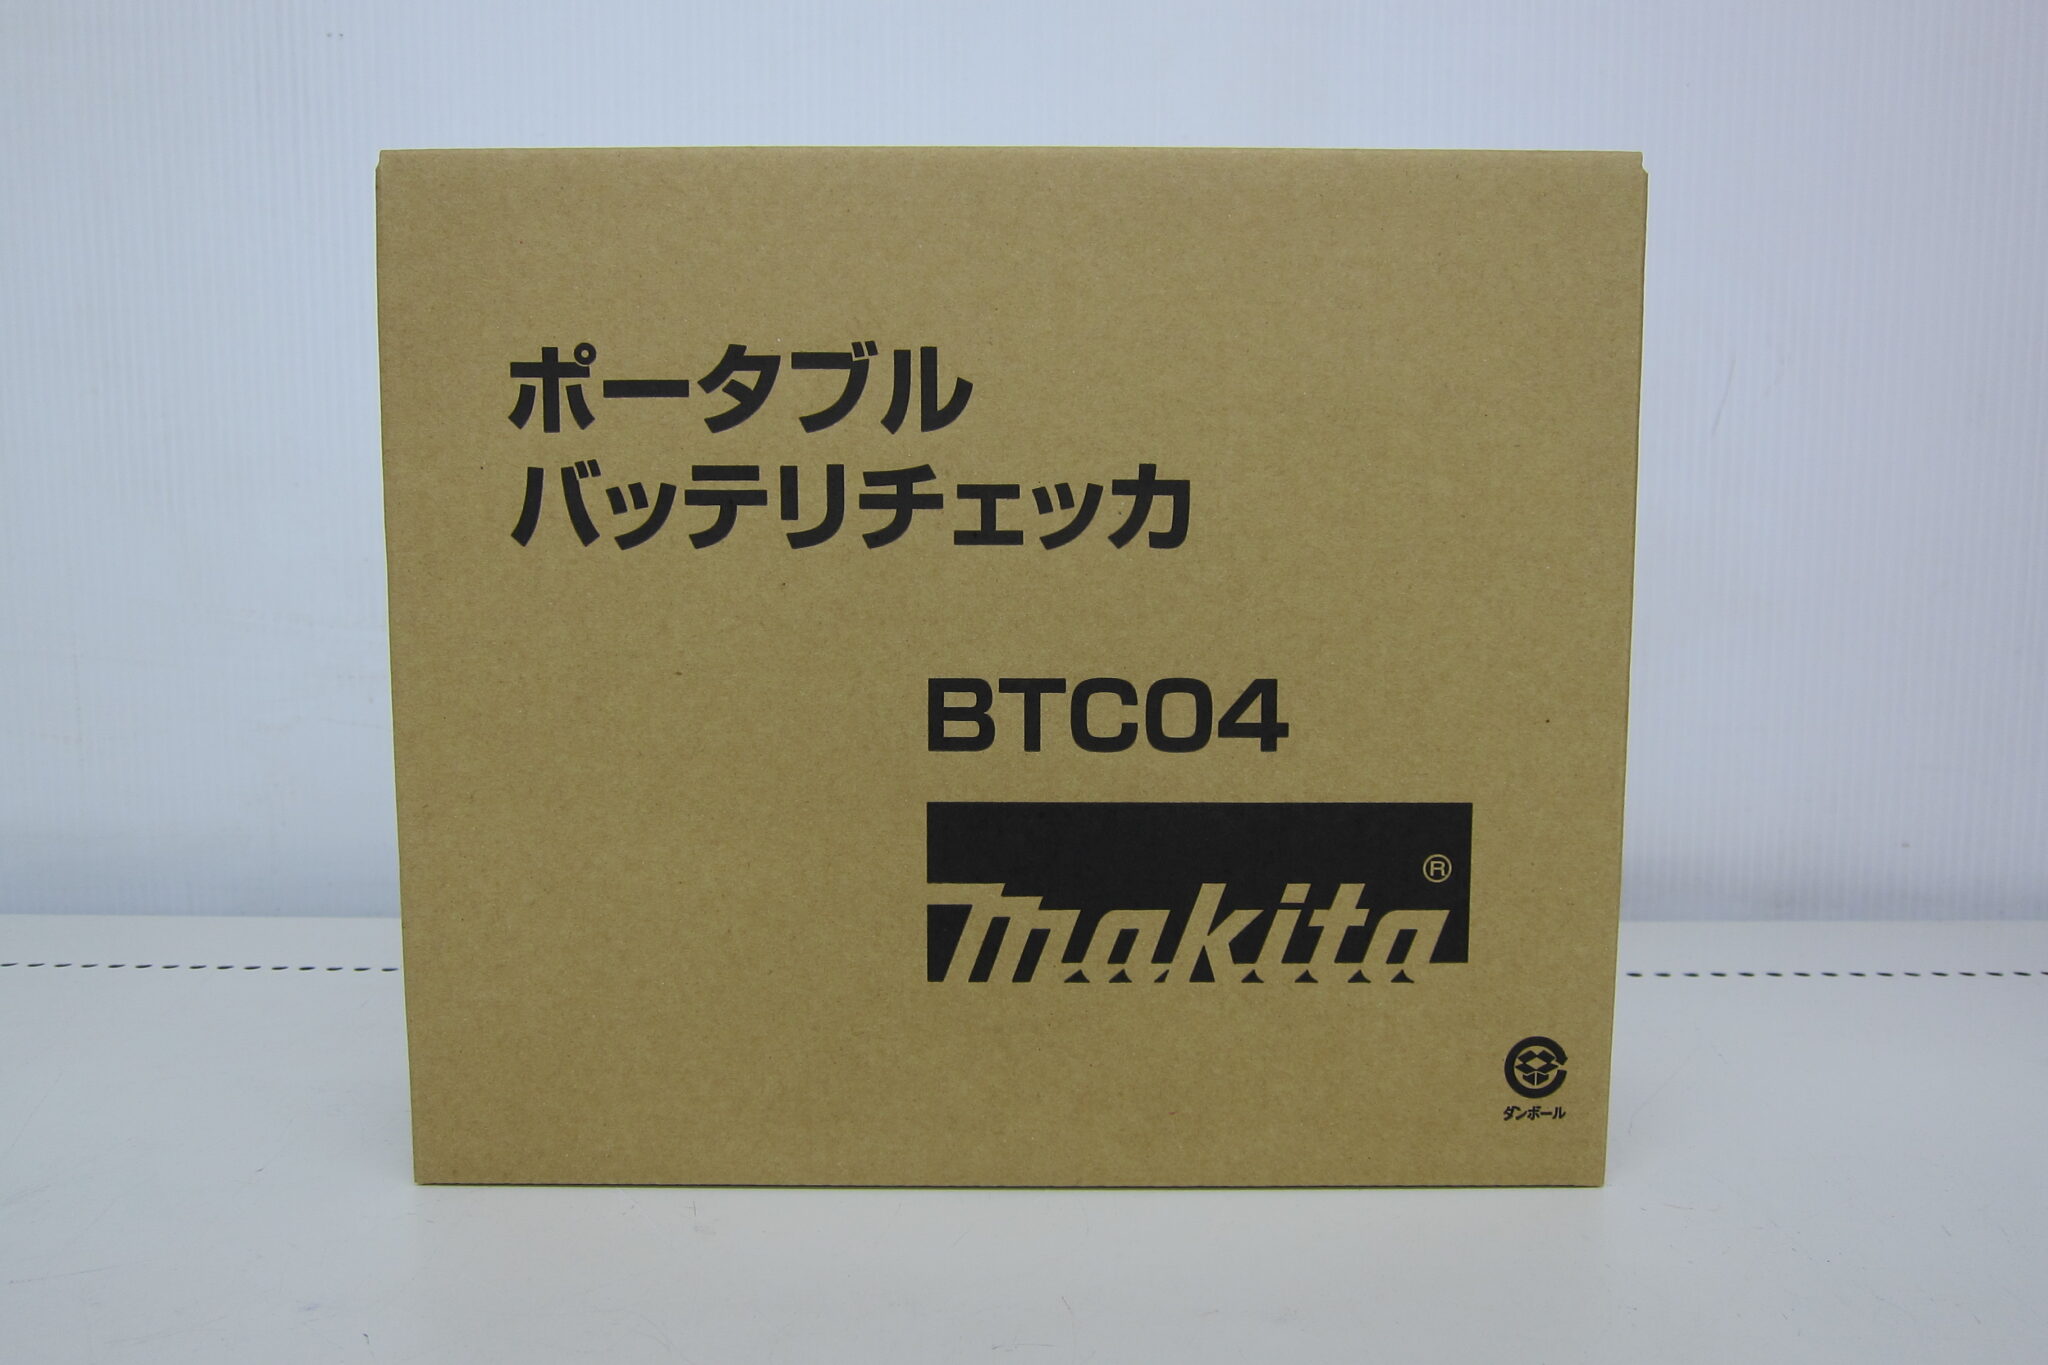 ポータブル
バッテリチェッカ
BTC04
makita®
ダンボール